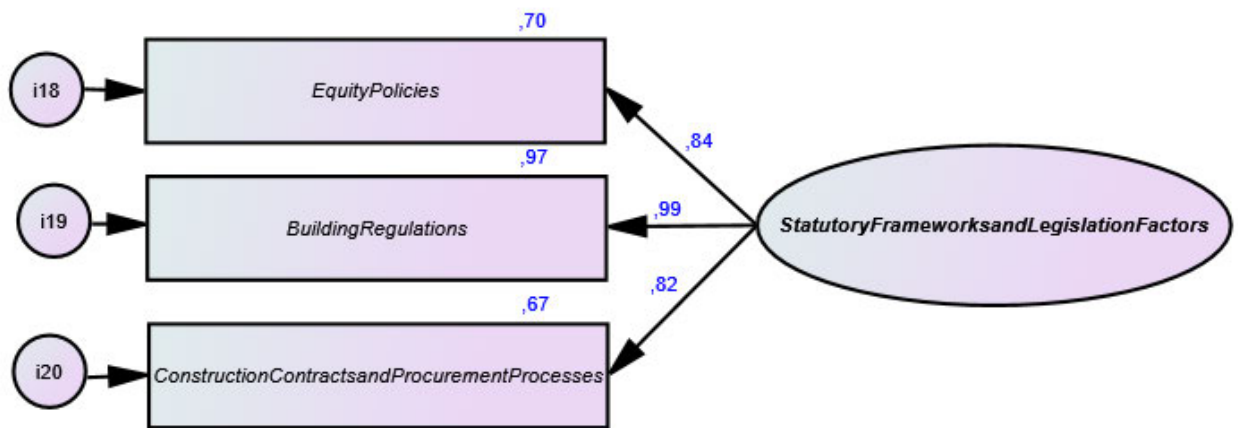 ,70
i18
EquityPolicies
,84
,97
i19
BuildingRegulations
,99
StatutoryFrameworksandLegislationFactors
,82
,67
i20
ConstructionContractsandProcurementProcesses